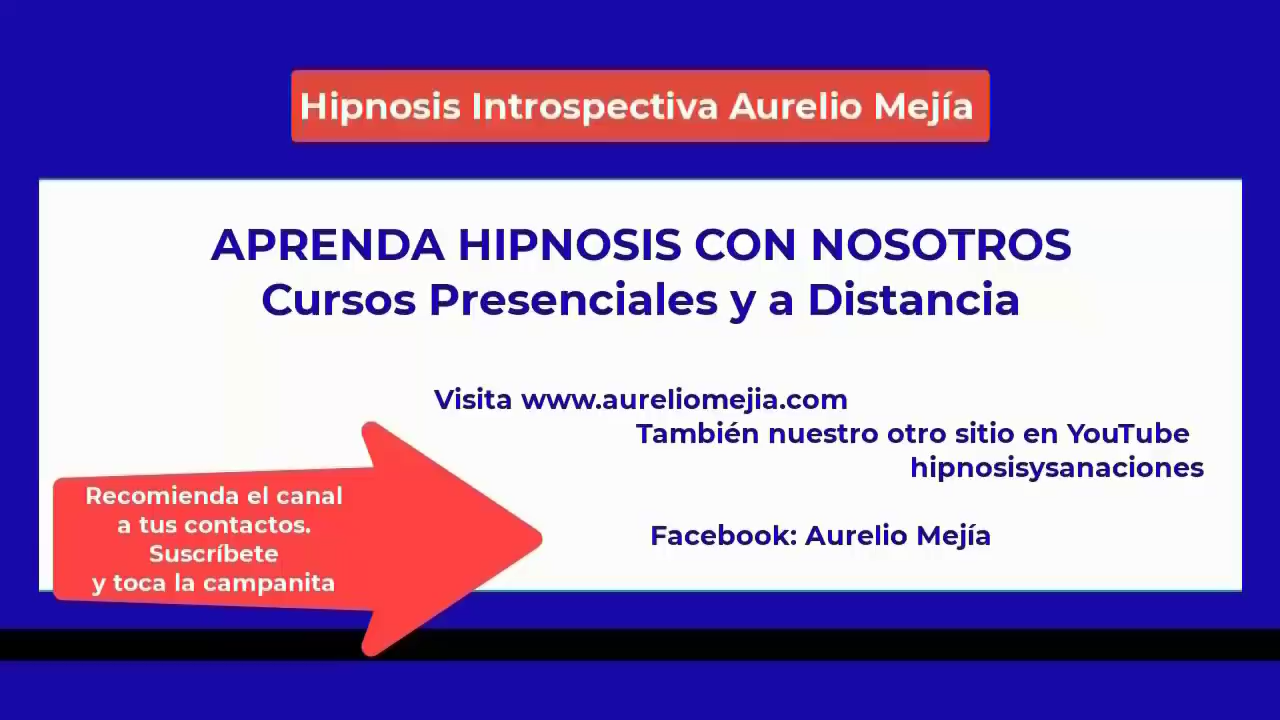 Hipnosis Introspectiva Aurelio Mejía
APRENDA HIPNOSIS CON NOSOTROS
Cursos Presenciales y a Distancia
Visita www.aureliomejia.com
También nuestro otro sitio en YouTube
hipnosisysanaciones
Facebook: Aurelio Mejía
Recomienda el canal
a tus contactos.
Suscríbete
y toca la campanita